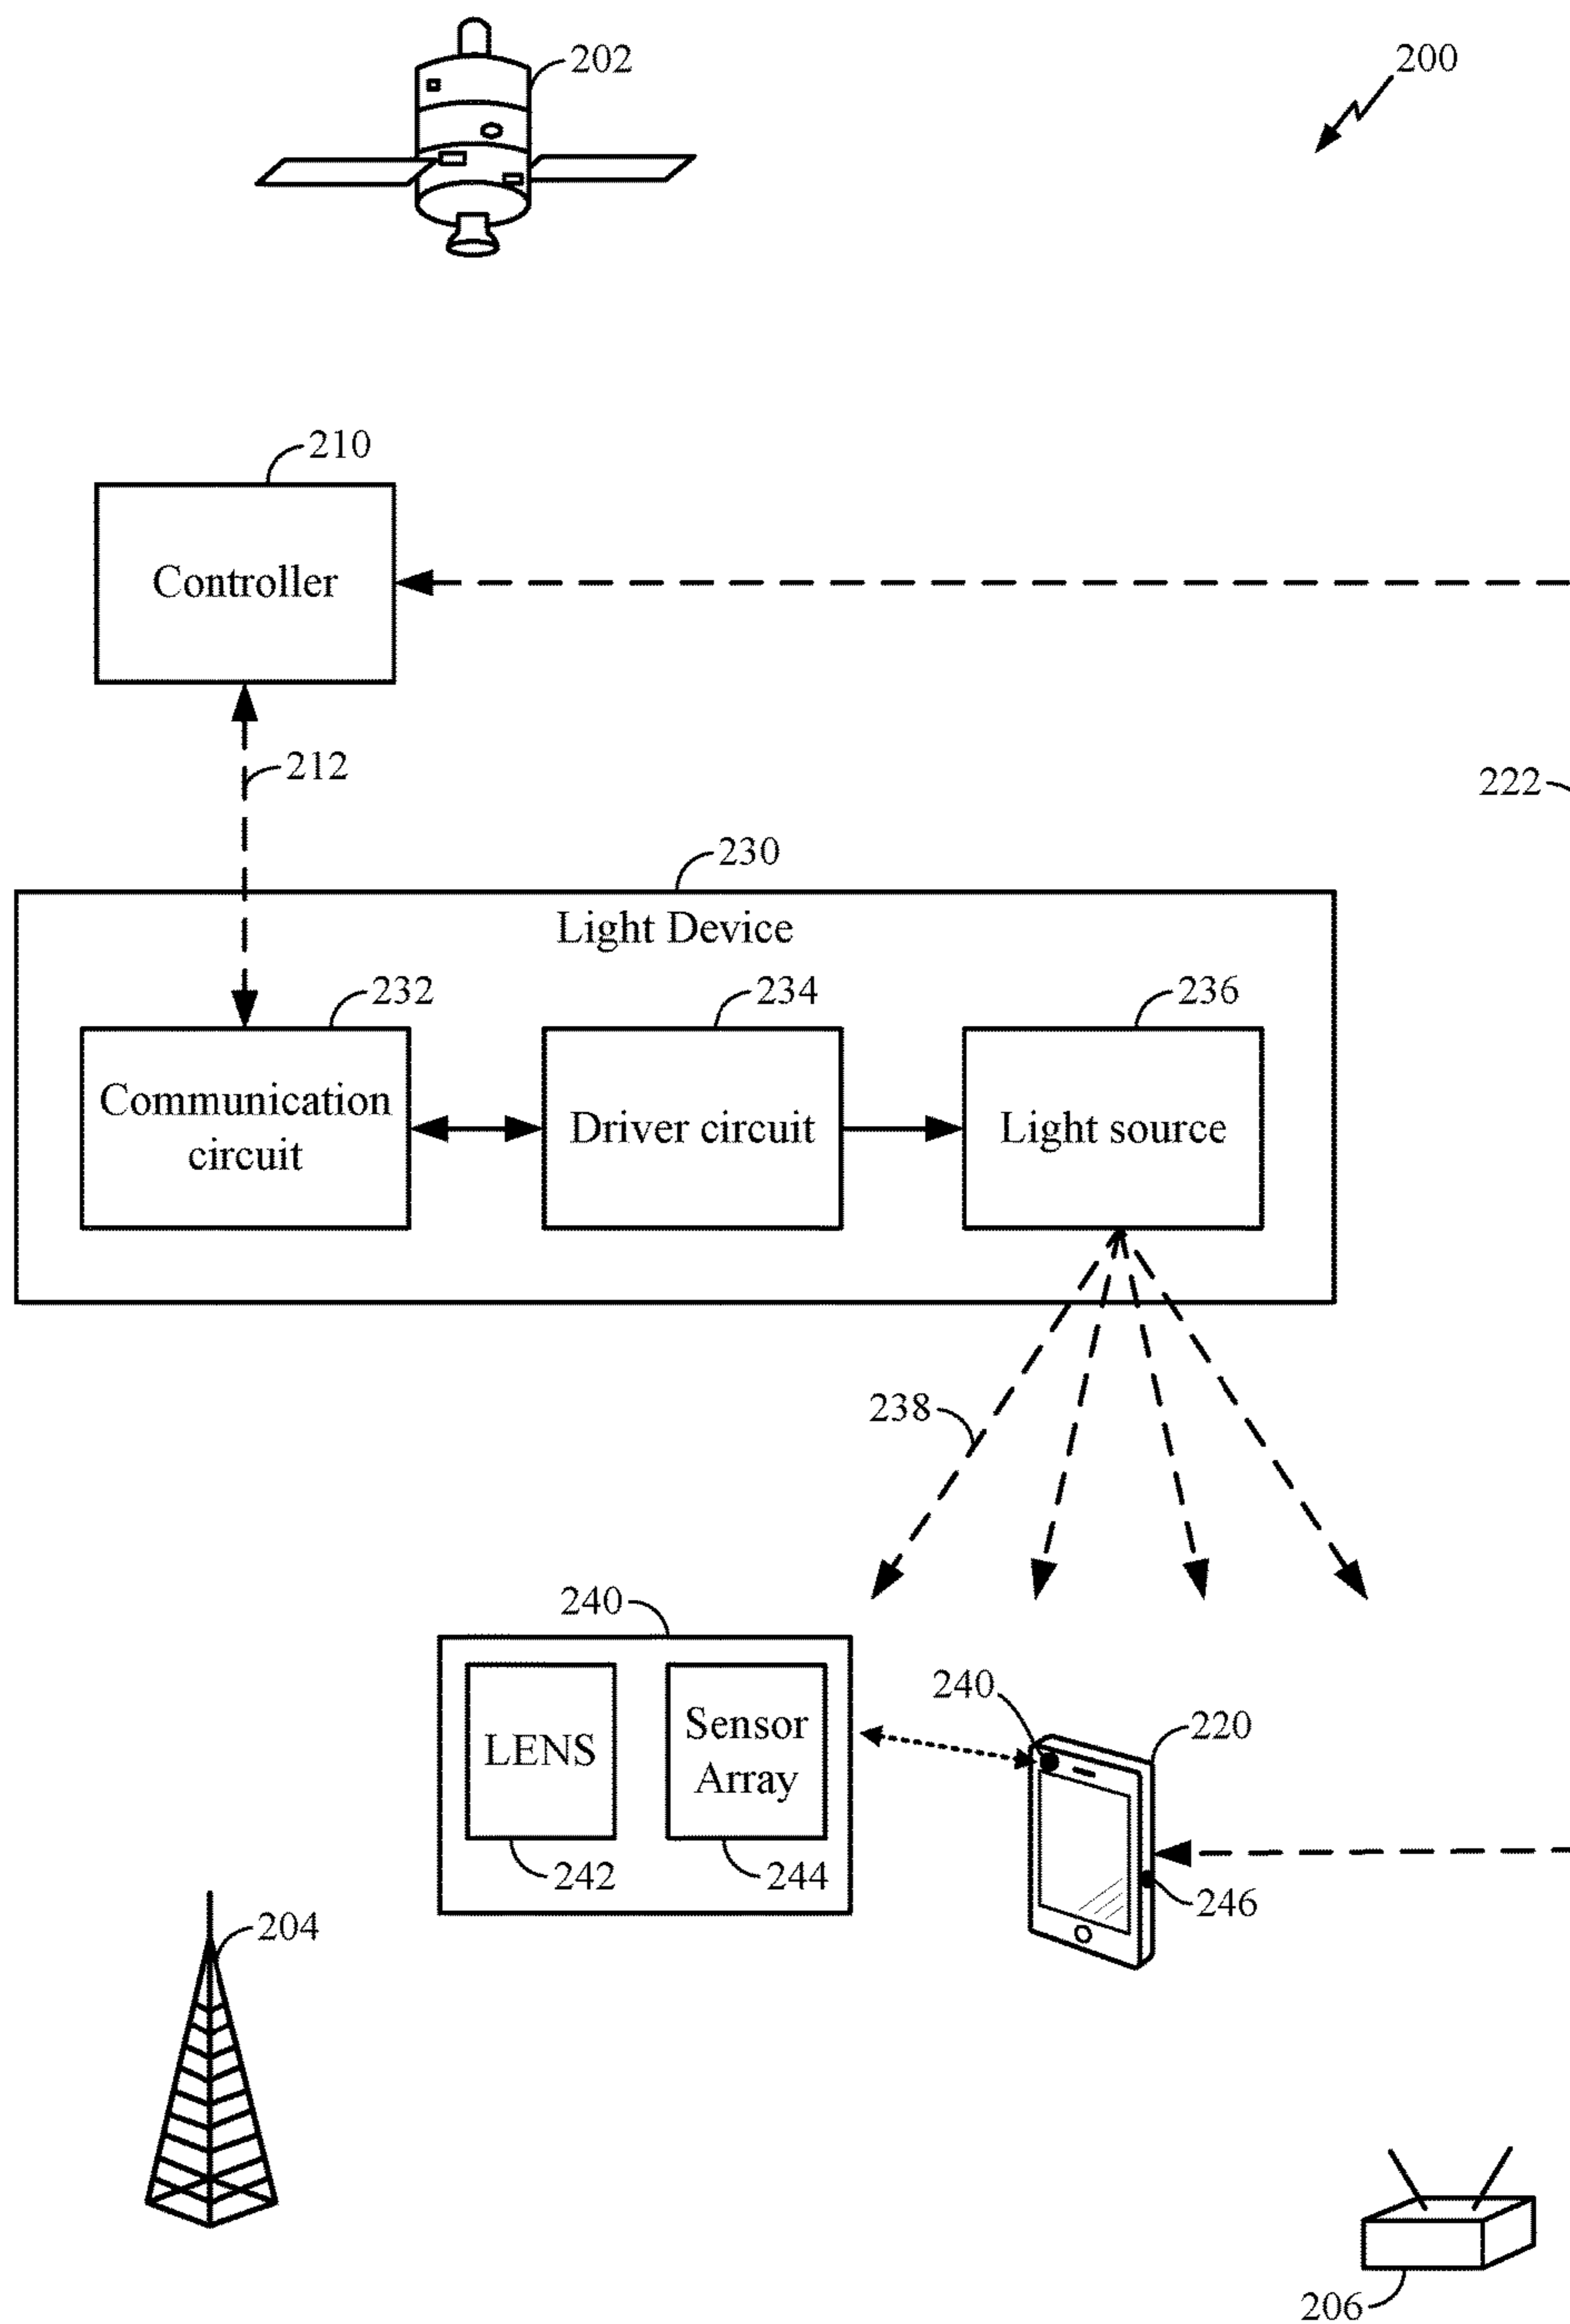 202
200
210
Controller
212
222
230
Light Device
232
234
236
Communication
circuit
Driver circuit
Light source
238
240
LENS
Sensor
Array
242
244
240
220
246
204
206